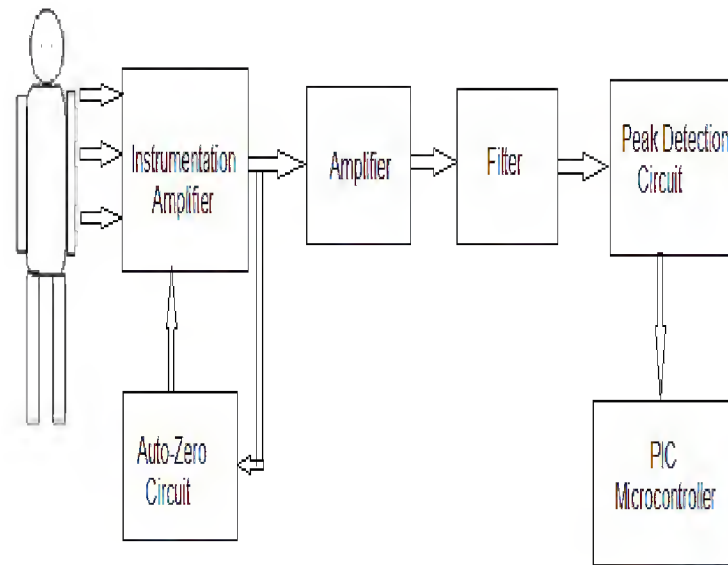 Instrumentation
Amplifier
Amplifier
Filter
Peak Detection
Circuit
Auto-Zero
Circuit
PIC
Microcontroller